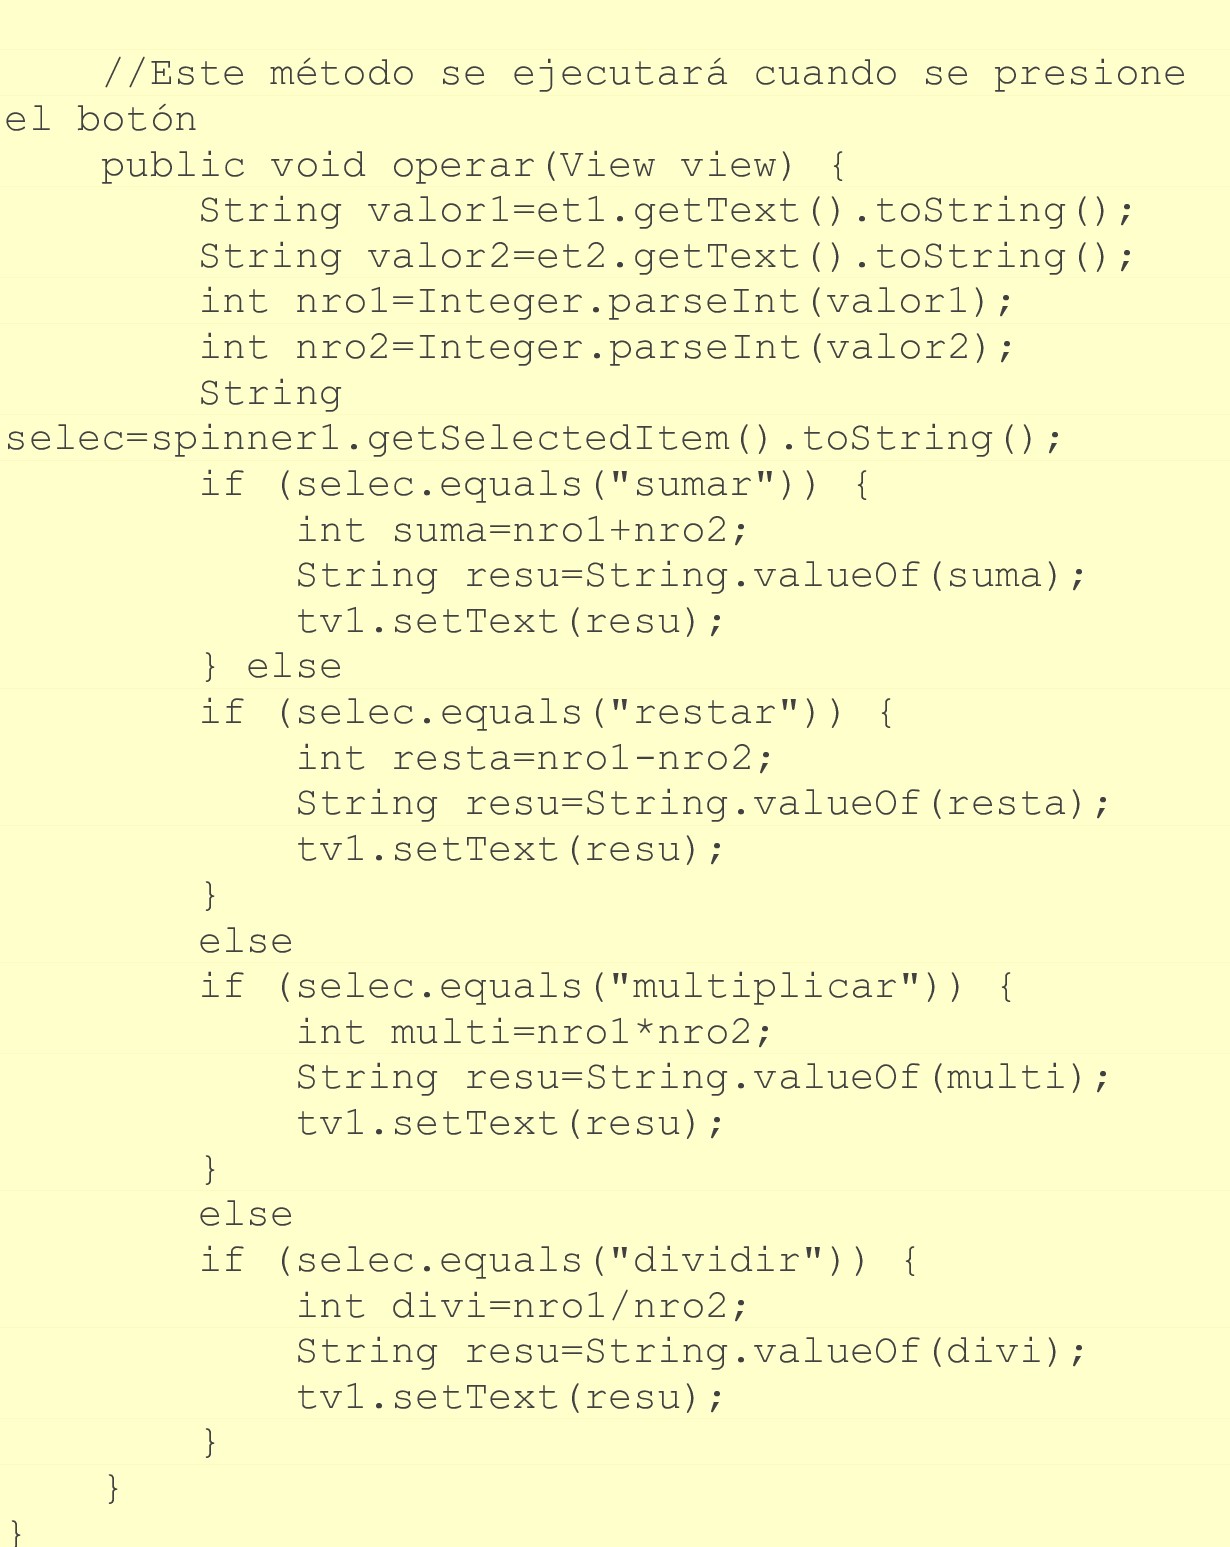 //Este método se ejecutará cuando se presione
el botón
public void operar(View view) {
String valor1=et1.getText().toString();
String valor2=et2.getText().toString();
int nro1=Integer.parseInt(valor1);
int nro2=Integer.parseInt(valor2);
String
selec=spinner1.getSelectedItem().toString();
if (selec.equals("sumar")) {
int suma=nro1+nro2;
String resu=String.valueOf(suma);
tv1.setText(resu);
} else
if (selec.equals("restar")) {
int resta=nro1-nro2;
String resu=String.valueOf(resta);
tv1.setText(resu);
}
else
if (selec.equals("multiplicar")) {
int multi=nro1*nro2;
String resu=String.valueOf(multi);
tv1.setText(resu);
}
else
if (selec.equals("dividir")) {
int divi=nro1/nro2;
String resu=String.valueOf(divi);
tv1.setText(resu);
}
}
}